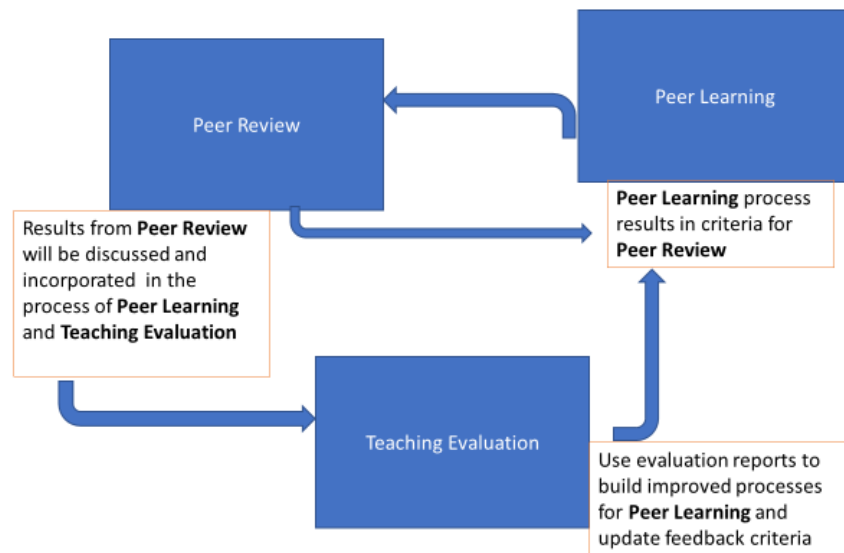 Peer Learning
Peer Review
Peer Learning process
results in criteria for
Peer Review
Results from Peer Review
will be discussed and
incorporated in the
process of Peer Learning
and Teaching Evaluation
Teaching Evaluation
Use evaluation reports to
build improved processes
for Peer Learning and
update feedback criteria